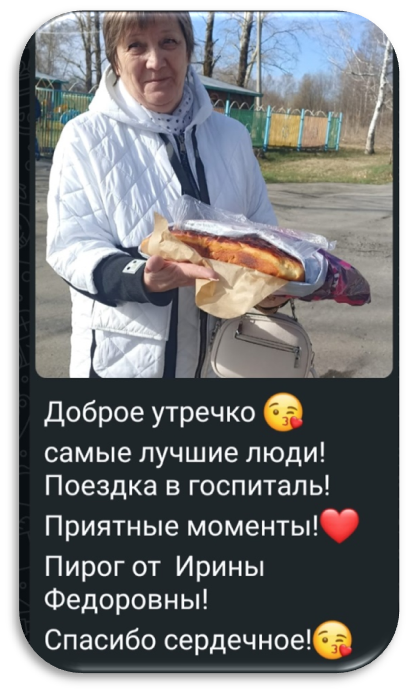 Доброе утречко 😘
самые лучшие люди!
Поездка в госпиталь!
Приятные моменты!❤️
Пирог от Ирины
Федоровны!
Спасибо сердечное!😘